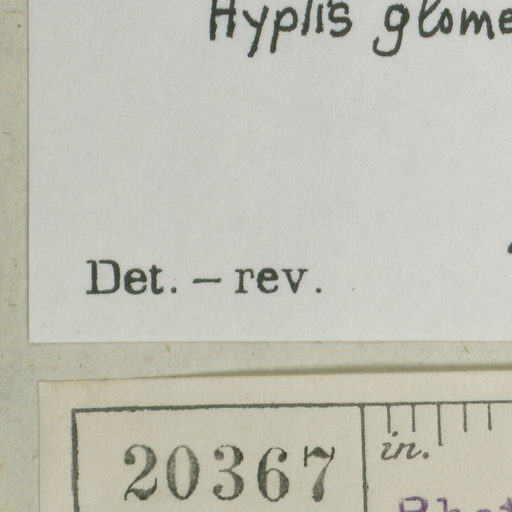 Hyptis glome
Det. – rev.
20367
in.